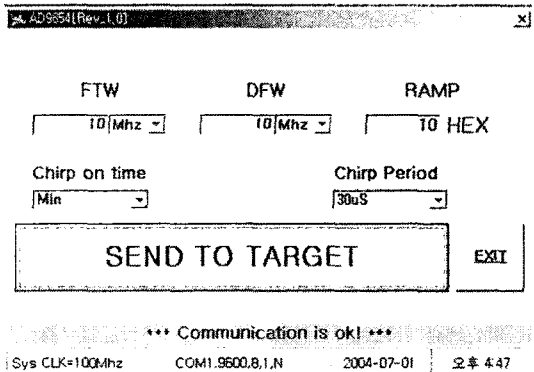 AD9854[Rev_1.0]
FTW DFW RAMP
10 Mhz 10 Mhz 10 HEX
Chirp on time Chirp Period
Min 30uS
SEND TO TARGET EXIT
*** Communication is ok! ***
Sys CLK=100Mhz COM1.9600,8,1,N 2004-07-01 오후 4:47